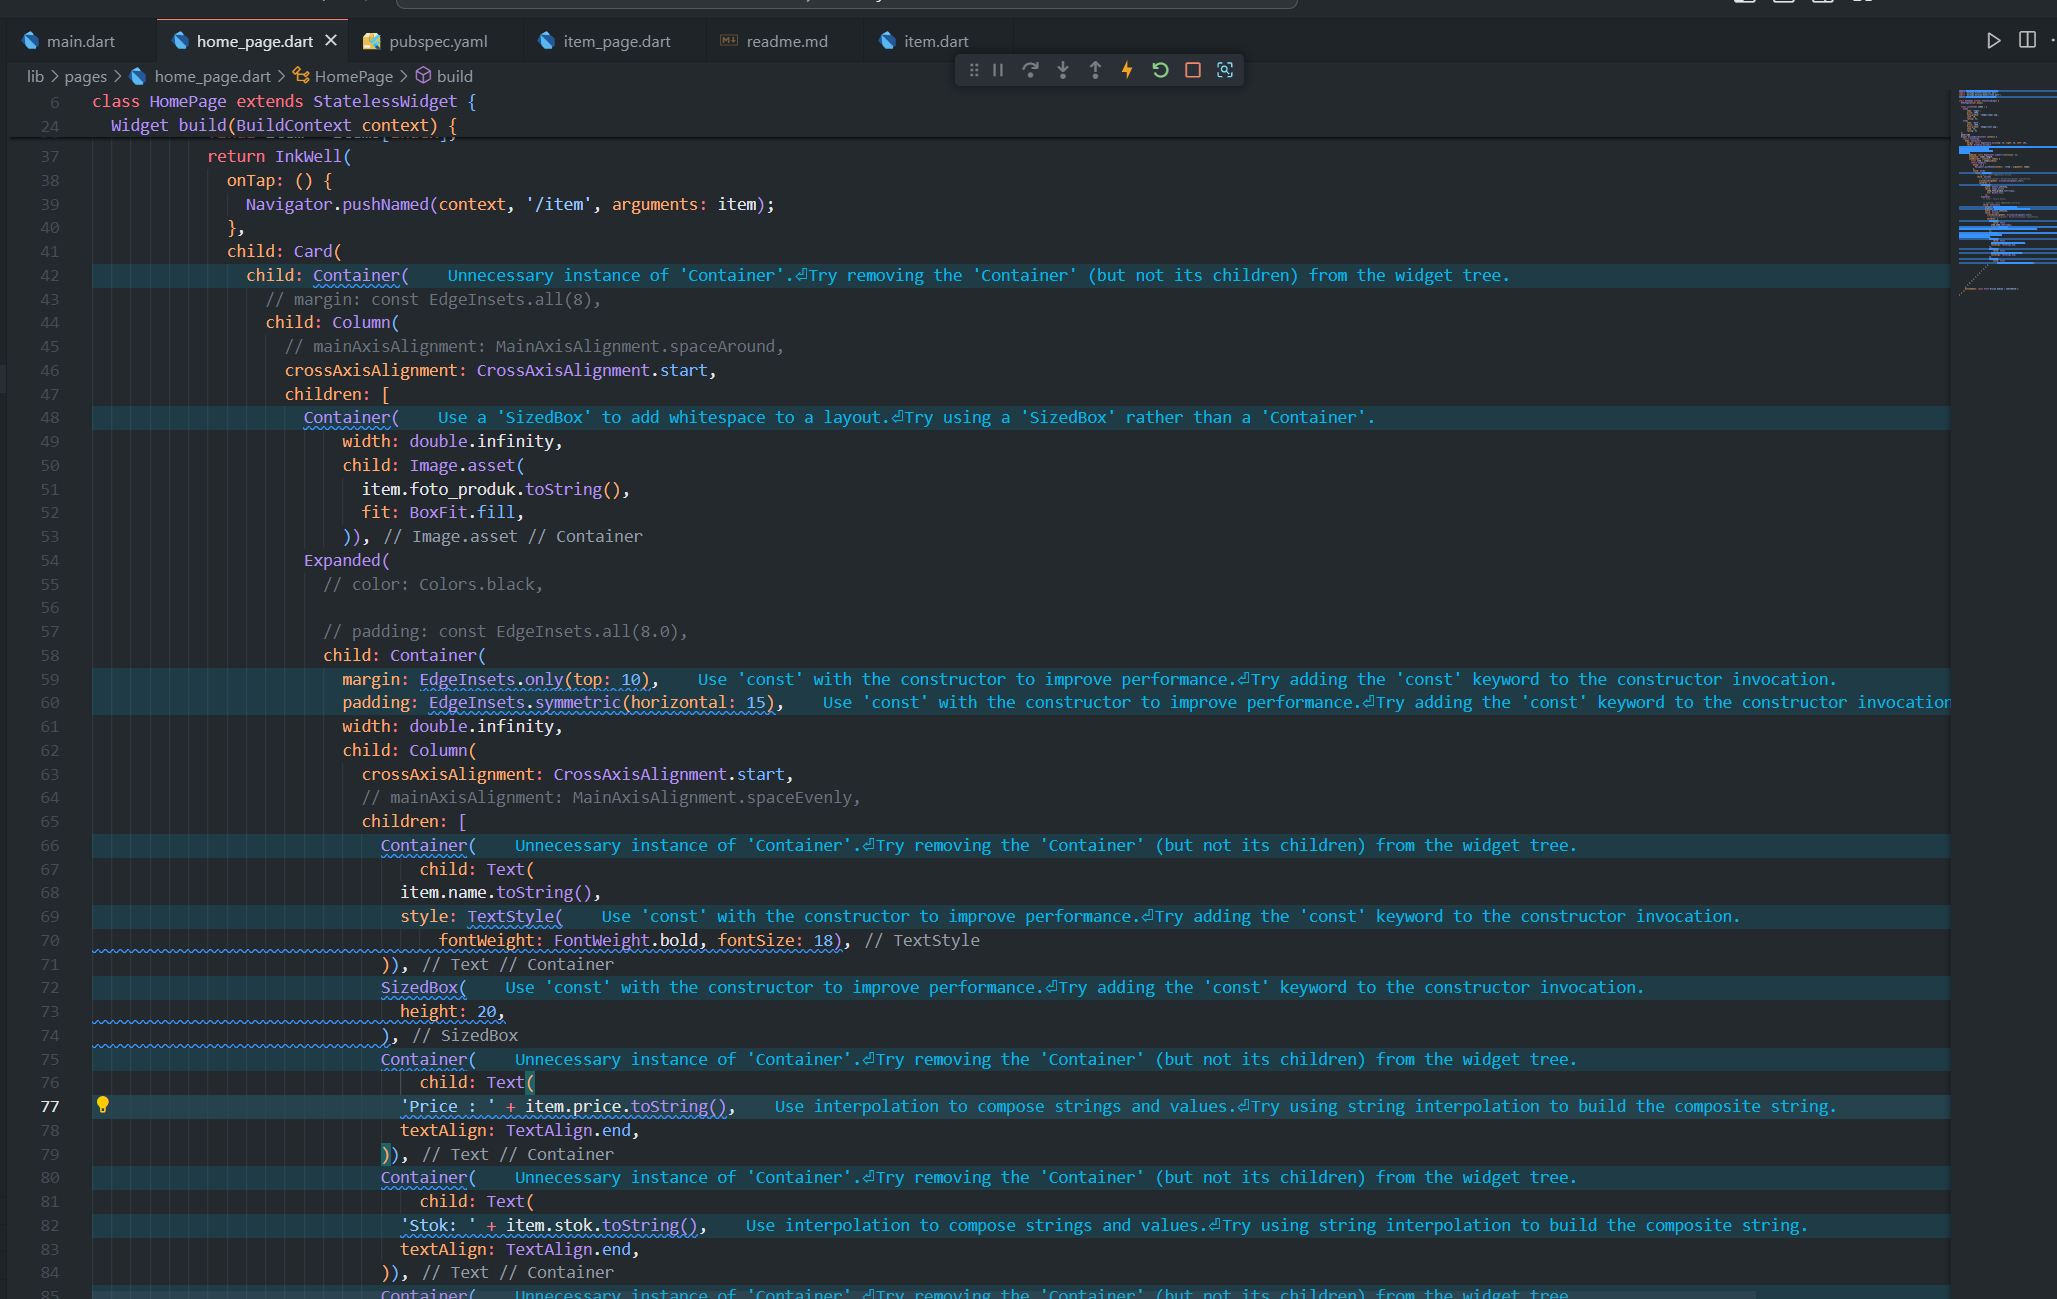 main.dart
home_page.dart
pubspec.yaml
item_page.dart
readme.md
item.dart
lib > pages > home_page.dart > HomePage > build
6 class HomePage extends StatelessWidget {
24 Widget build(BuildContext context) {
37 return InkWell(
38 onTap: () {
39 Navigator.pushNamed(context, '/item', arguments: item);
40 },
41 child: Card(
42 child: Container( Unnecessary instance of 'Container'.⏎Try removing the 'Container' (but not its children) from the widget tree.
43 // margin: const EdgeInsets.all(8),
44 child: Column(
45 // mainAxisAlignment: MainAxisAlignment.spaceAround,
46 crossAxisAlignment: CrossAxisAlignment.start,
47 children: [
48 Container( Use a 'SizedBox' to add whitespace to a layout.⏎Try using a 'SizedBox' rather than a 'Container'.
49 width: double.infinity,
50 child: Image.asset(
51 item.foto_produk.toString(),
52 fit: BoxFit.fill,
53 )), // Image.asset // Container
54 Expanded(
55 // color: Colors.black,
56
57 // padding: const EdgeInsets.all(8.0),
58 child: Container(
59 margin: EdgeInsets.only(top: 10), Use 'const' with the constructor to improve performance.⏎Try adding the 'const' keyword to the constructor invocation.
60 padding: EdgeInsets.symmetric(horizontal: 15), Use 'const' with the constructor to improve performance.⏎Try adding the 'const' keyword to the constructor invocation
61 width: double.infinity,
62 child: Column(
63 crossAxisAlignment: CrossAxisAlignment.start,
64 // mainAxisAlignment: MainAxisAlignment.spaceEvenly,
65 children: [
66 Container( Unnecessary instance of 'Container'.⏎Try removing the 'Container' (but not its children) from the widget tree.
67 child: Text(
68 item.name.toString(),
69 style: TextStyle( Use 'const' with the constructor to improve performance.⏎Try adding the 'const' keyword to the constructor invocation.
70 fontWeight: FontWeight.bold, fontSize: 18), // TextStyle
71 )), // Text // Container
72 SizedBox( Use 'const' with the constructor to improve performance.⏎Try adding the 'const' keyword to the constructor invocation.
73 height: 20,
74 ), // SizedBox
75 Container( Unnecessary instance of 'Container'.⏎Try removing the 'Container' (but not its children) from the widget tree.
76 child: Text(
77 'Price : ' + item.price.toString(), Use interpolation to compose strings and values.⏎Try using string interpolation to build the composite string.
78 textAlign: TextAlign.end,
79 )), // Text // Container
80 Container( Unnecessary instance of 'Container'.⏎Try removing the 'Container' (but not its children) from the widget tree.
81 child: Text(
82 'Stok: ' + item.stok.toString(), Use interpolation to compose strings and values.⏎Try using string interpolation to build the composite string.
83 textAlign: TextAlign.end,
84 )), // Text // Container
85 Container( Unnecessary instance of 'Container'.⏎Try removing the 'Container' (but not its children) from the widget tree.